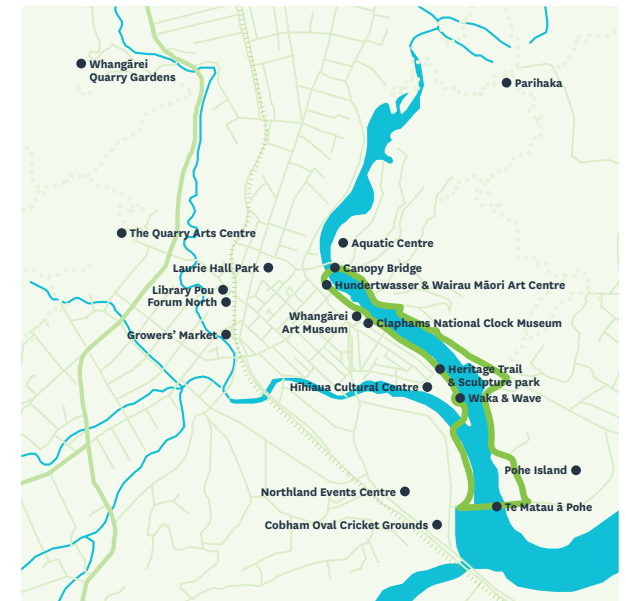 Whangārei
Quarry Gardens
Parihaka
The Quarry Arts Centre
Aquatic Centre
Laurie Hall Park
Canopy Bridge
Hundertwasser & Wairau Māori Art Centre
Library Pou
Forum North
Whangārei
Art Museum
Claphams National Clock Museum
Growers' Market
Heritage Trail
& Sculpture park
Hihiaua Cultural Centre
Waka & Wave
Pohe Island
Northland Events Centre
Te Matau ā Pohe
Cobham Oval Cricket Grounds